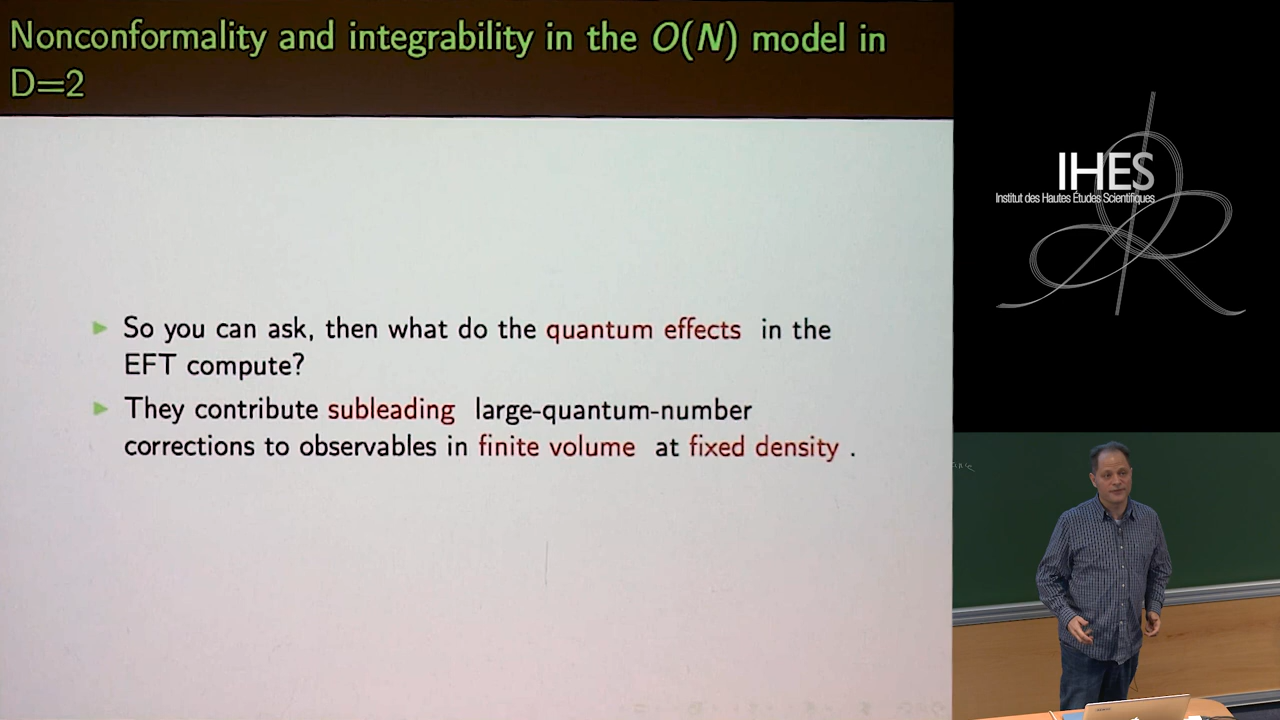 Nonconformality and integrability in the O(N) model in
D=2
So you can ask, then what do the quantum effects in the
EFT compute?
They contribute subleading large-quantum-number
corrections to observables in finite volume at fixed density .
IHES
Institut des Hautes Études Scientifiques